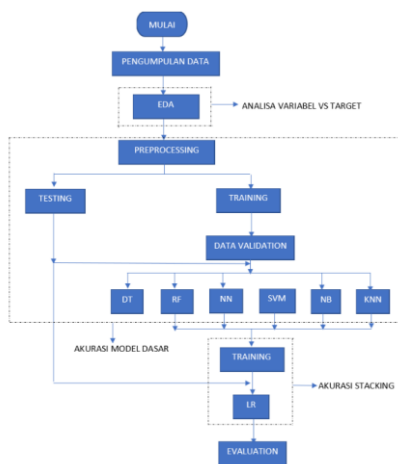 MULAI
PENGUMPULAN DATA
EDA
ANALISA VARIABEL VS TARGET
PREPROCESSING
TESTING
TRAINING
DATA VALIDATION
DT
RF
NN
SVM
NB
KNN
AKURASI MODEL DASAR
TRAINING
AKURASI STACKING
LR
EVALUATION